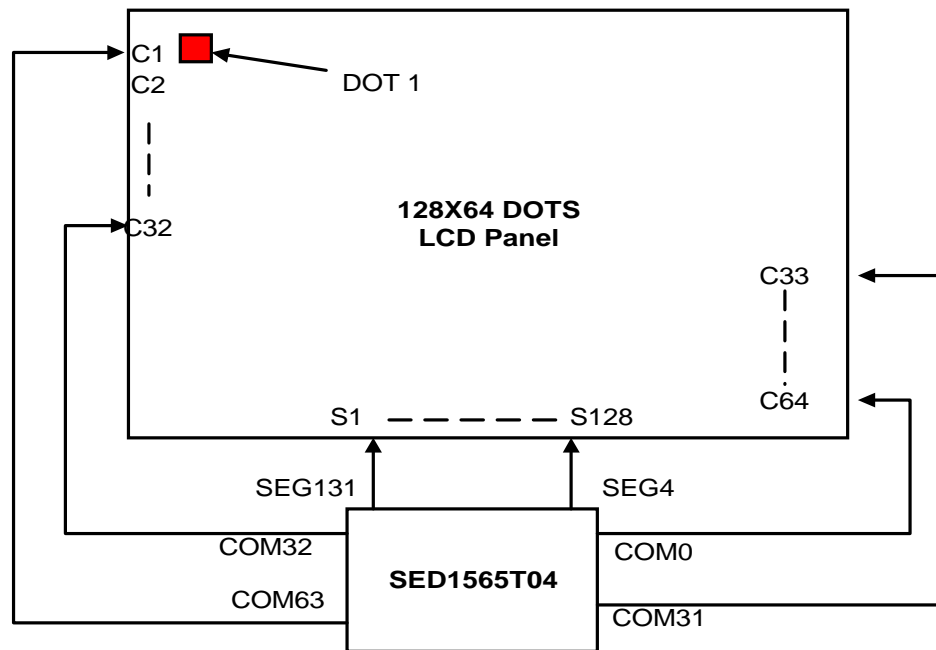 C1
C2
DOT 1
C32
128X64 DOTS
LCD Panel
C33
C64
S1
S128
SEG131
SEG4
COM32
COM0
SED1565T04
COM63
COM31